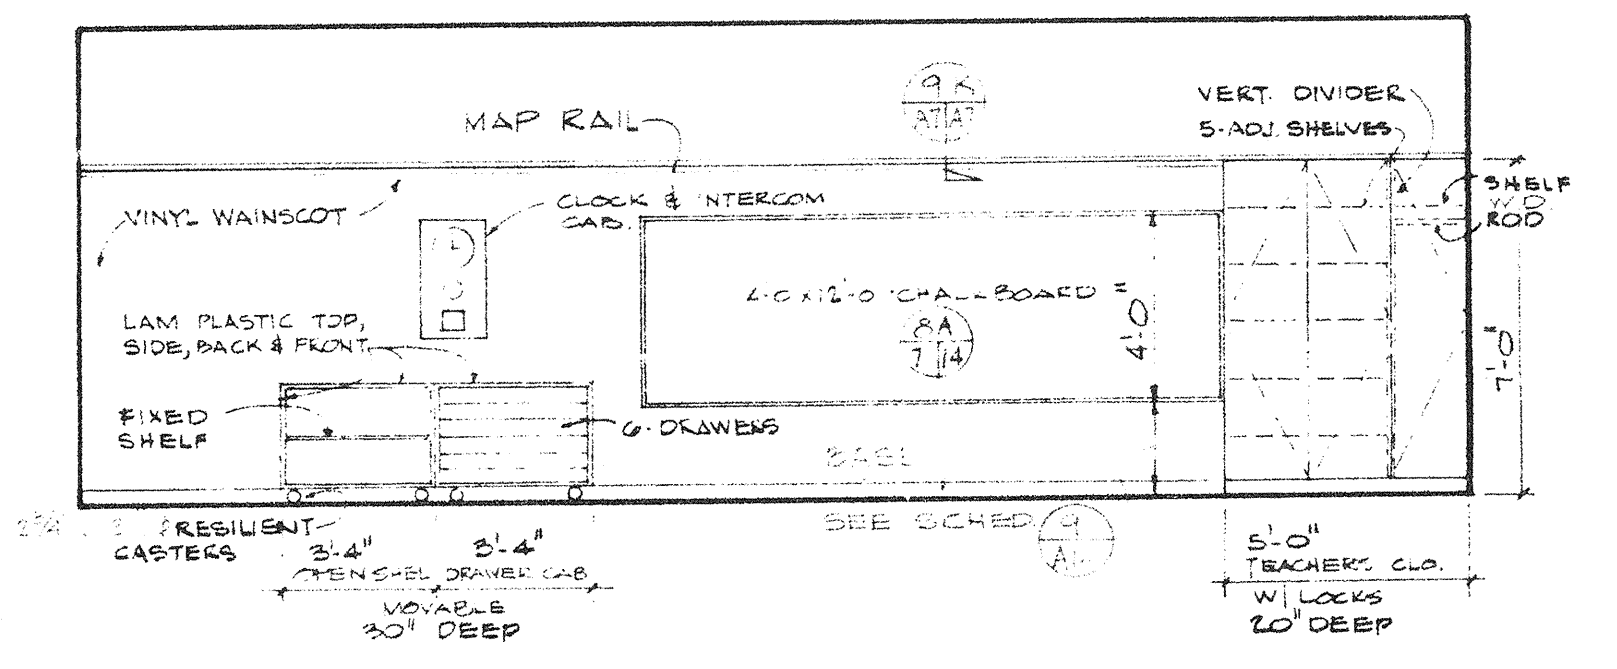 9 K
A7 A7
VERT. DIVIDER
MAP RAIL
5-ADJ. SHELVES
SHELF
W D.
ROD
CLOCK & INTERCOM
CAB.
VINYL WAINSCOT
4-0 x 12'-0 CHALKBOARD =
8A
7 14
4'-0
7'-0"
LAM PLASTIC TOP,
SIDE, BACK & FRONT
FIXED
SHELF
6-DRAWERS
BASE
SEE SCHED.
9
RESILIENT
CASTERS
3'-4"
3'-4"
OPEN SHEL DRAWER CAB
MOVABLE
30" DEEP
5'-0"
TEACHERS CLO.
W/ LOCKS
20" DEEP